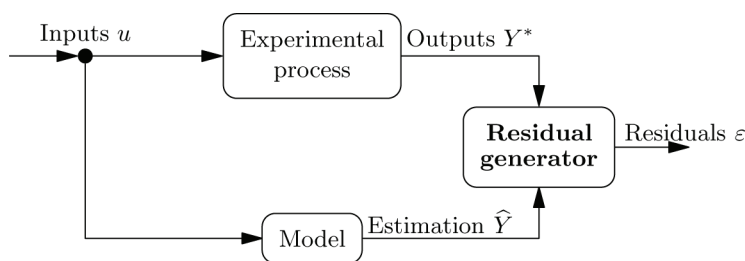 Inputs u
Experimental
process
Outputs Y*
Residual
generator
Residuals ε
Model
Estimation Ŷ